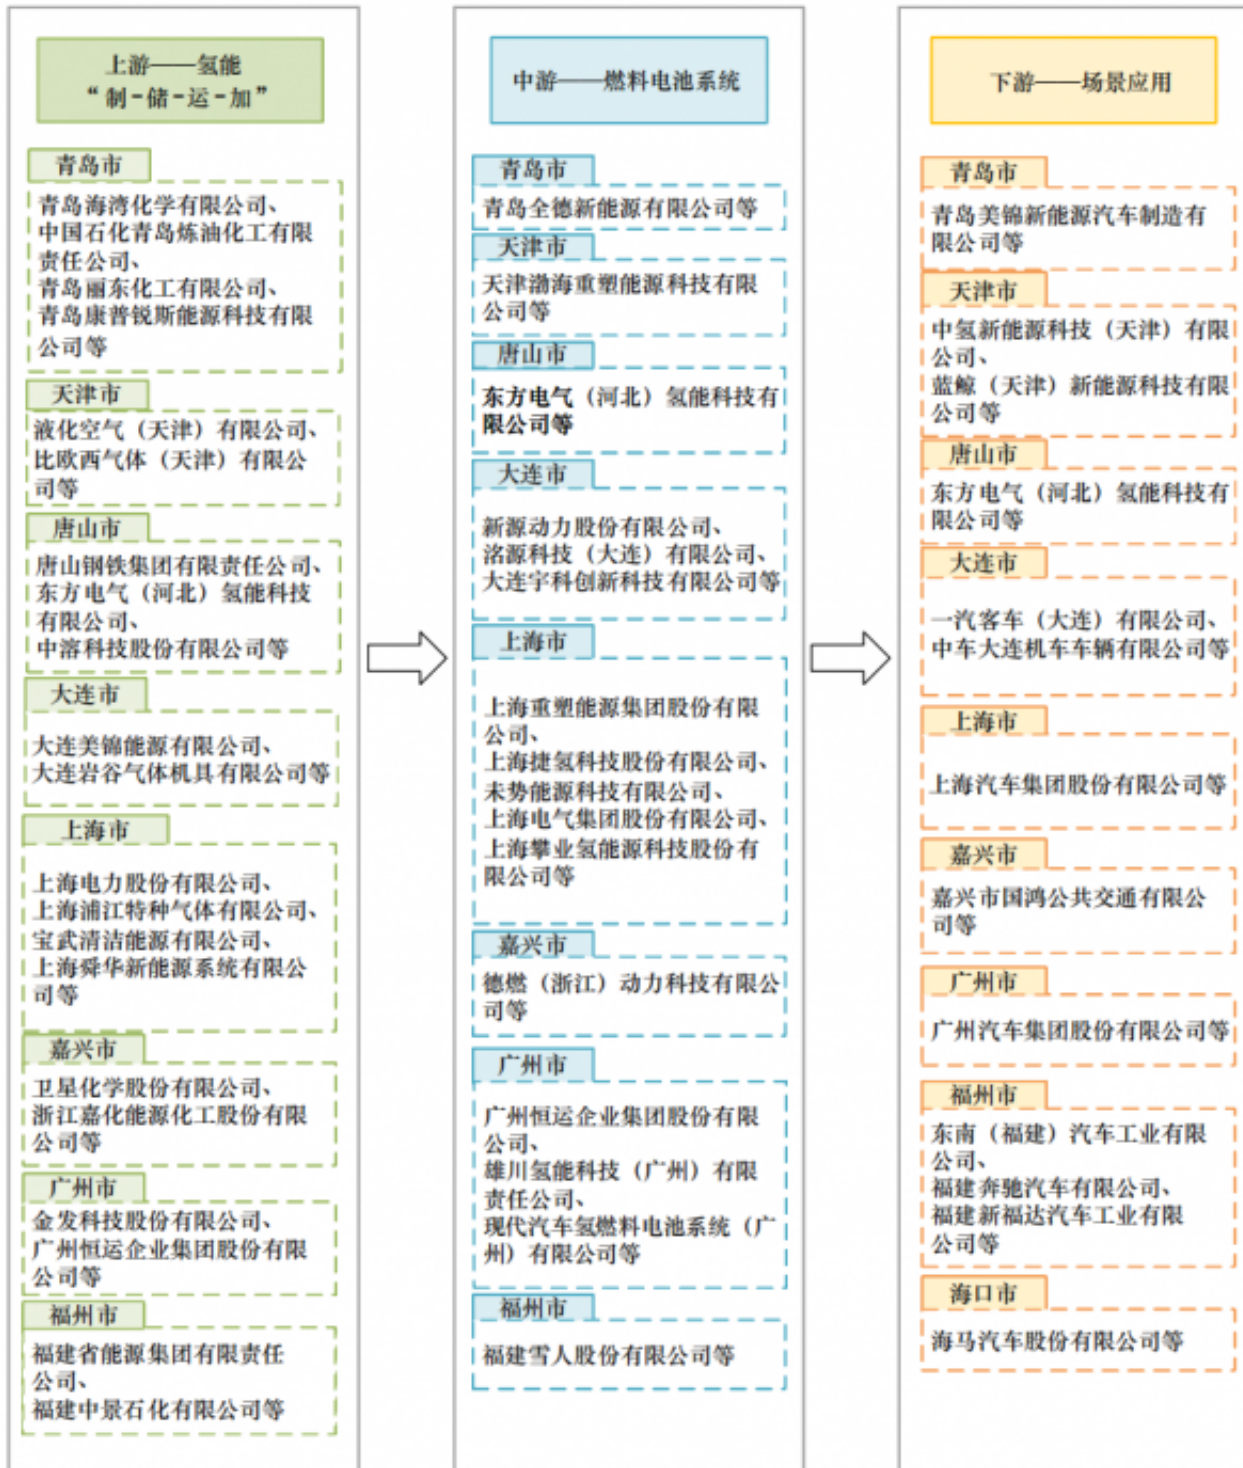 上游——氢能
“制-储-运-加”
青岛市
青岛海湾化学有限公司、
中国石化青岛炼油化工有限
责任公司、
青岛丽东化工有限公司、
青岛康普锐斯能源科技有限
公司等
天津市
液化空气（天津）有限公司、
比欧西气体（天津）有限公
司等
唐山市
唐山钢铁集团有限责任公司、
东方电气（河北）氢能科技
有限公司、
中溶科技股份有限公司等
大连市
大连美锦能源有限公司、
大连岩谷气体机具有限公司等
上海市
上海电力股份有限公司、
上海浦江特种气体有限公司、
宝武清洁能源有限公司、
上海舜华新能源系统有限公
司等
嘉兴市
卫星化学股份有限公司、
浙江嘉化能源化工股份有限
公司等
广州市
金发科技股份有限公司、
广州恒运企业集团股份有限
公司等
福州市
福建省能源集团有限责任
公司、
福建中景石化有限公司等
中游——燃料电池系统
青岛市
青岛全德新能源有限公司等
天津市
天津渤海重塑能源科技有限
公司等
唐山市
东方电气（河北）氢能科技有
限公司等
大连市
新源动力股份有限公司、
洺源科技（大连）有限公司、
大连宇科创新科技有限公司等
上海市
上海重塑能源集团股份有限
公司、
上海捷氢科技股份有限公司、
未势能源科技有限公司、
上海电气集团股份有限公司、
上海攀业氢能源科技股份有
限公司等
嘉兴市
德燃（浙江）动力科技有限公
司等
广州市
广州恒运企业集团股份有限
公司、
雄川氢能科技（广州）有限
责任公司、
现代汽车氢燃料电池系统（广
州）有限公司等
福州市
福建雪人股份有限公司等
下游——场景应用
青岛市
青岛美锦新能源汽车制造有
限公司等
天津市
中氢新能源科技（天津）有限
公司、
蓝鲸（天津）新能源科技有限
公司等
唐山市
东方电气（河北）氢能科技有
限公司等
大连市
一汽客车（大连）有限公司、
中车大连机车车辆有限公司等
上海市
上海汽车集团股份有限公司等
嘉兴市
嘉兴市国鸿公共交通有限公
司等
广州市
广州汽车集团股份有限公司等
福州市
东南（福建）汽车工业有限
公司、
福建奔驰汽车有限公司、
福建新福达汽车工业有限
公司等
海口市
海马汽车股份有限公司等